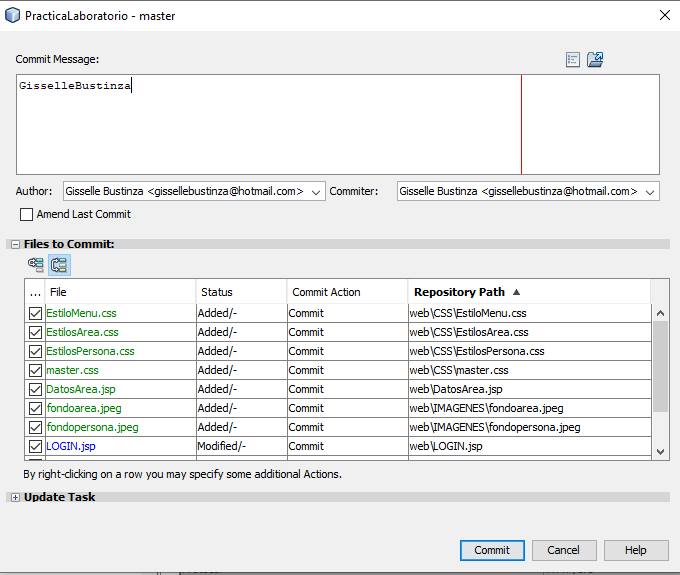 PracticaLaboratorio - master
Commit Message:
GisselleBustinza
Author: Gisselle Bustinza <gissellebustinza@hotmail.com> Commiter: Gisselle Bustinza <gissellebustinza@hotmail.com>
Amend Last Commit
Files to Commit:
... File Status Commit Action Repository Path
EstiloMenu.css Added/- Commit web\CSS\EstiloMenu.css
EstilosArea.css Added/- Commit web\CSS\EstilosArea.css
EstilosPersona.css Added/- Commit web\CSS\EstilosPersona.css
master.css Added/- Commit web\CSS\master.css
DatosArea.jsp Added/- Commit web\DatosArea.jsp
fondoarea.jpeg Added/- Commit web\IMAGENES\fondoarea.jpeg
fondopersona.jpeg Added/- Commit web\IMAGENES\fondopersona.jpeg
LOGIN.jsp Modified/- Commit web\LOGIN.jsp
By right-clicking on a row you may specify some additional Actions.
Update Task
Commit Cancel Help